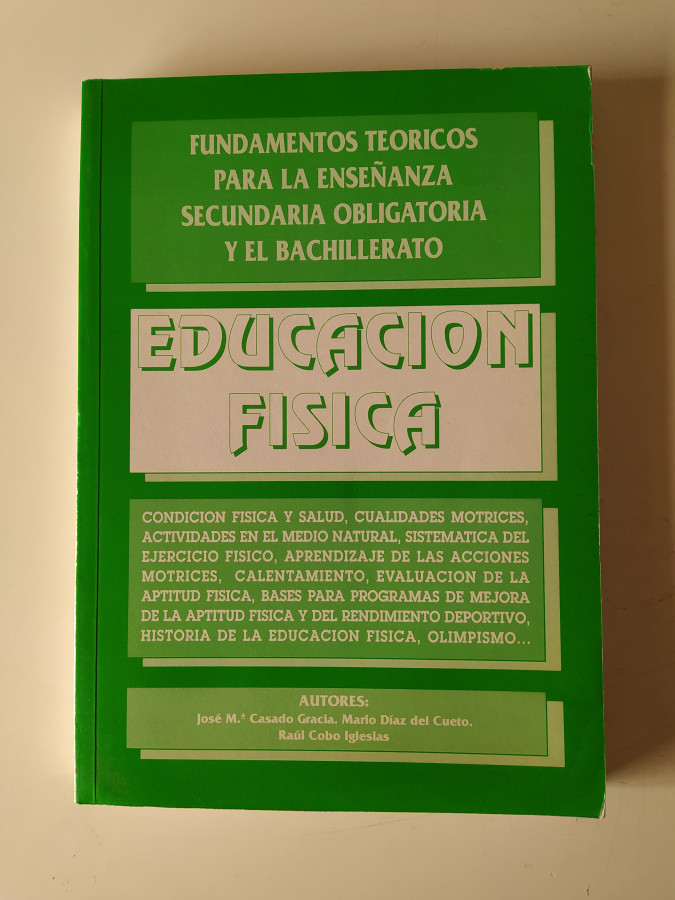 FUNDAMENTOS TEORICOS
PARA LA ENSEÑANZA
SECUNDARIA OBLIGATORIA
Y EL BACHILLERATO
EDUCACION
FISICA
CONDICION FISICA Y SALUD, CUALIDADES MOTRICES,
ACTIVIDADES EN EL MEDIO NATURAL, SISTEMATICA DEL
EJERCICIO FISICO, APRENDIZAJE DE LAS ACCIONES
MOTRICES, CALENTAMIENTO, EVALUACION DE LA
APTITUD FISICA, BASES PARA PROGRAMAS DE MEJORA
DE LA APTITUD FISICA Y DEL RENDIMIENTO DEPORTIVO,
HISTORIA DE LA EDUCACION FISICA, OLIMPISMO...
AUTORES:
José M.ª Casado Gracia. Mario Díaz del Cueto.
Raúl Cobo Iglesias